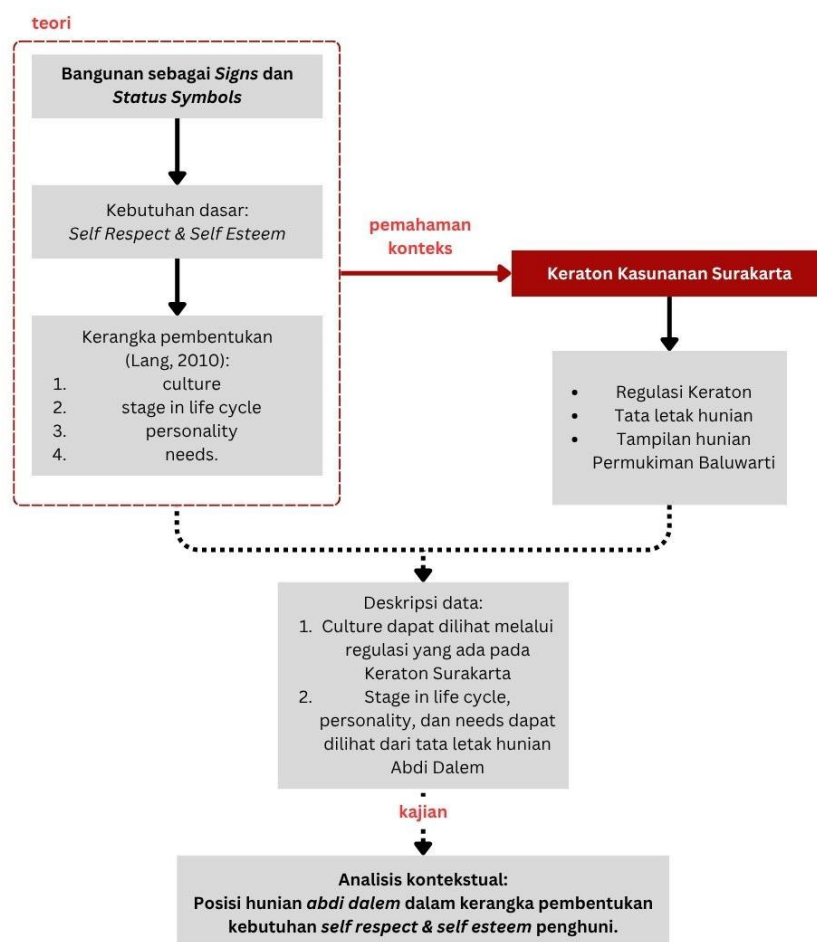 teori
Bangunan sebagai Signs dan
Status Symbols
Kebutuhan dasar:
Self Respect & Self Esteem
Kerangka pembentukan
(Lang, 2010):
1. culture
2. stage in life cycle
3. personality
4. needs.
pemahaman
konteks
Keraton Kasunanan Surakarta
• Regulasi Keraton
• Tata letak hunian
• Tampilan hunian
Permukiman Baluwarti
Deskripsi data:
1. Culture dapat dilihat melalui
regulasi yang ada pada
Keraton Surakarta
2. Stage in life cycle,
personality, dan needs dapat
dilihat dari tata letak hunian
Abdi Dalem
kajian
Analisis kontekstual:
Posisi hunian abdi dalem dalam kerangka pembentukan
kebutuhan self respect & self esteem penghuni.